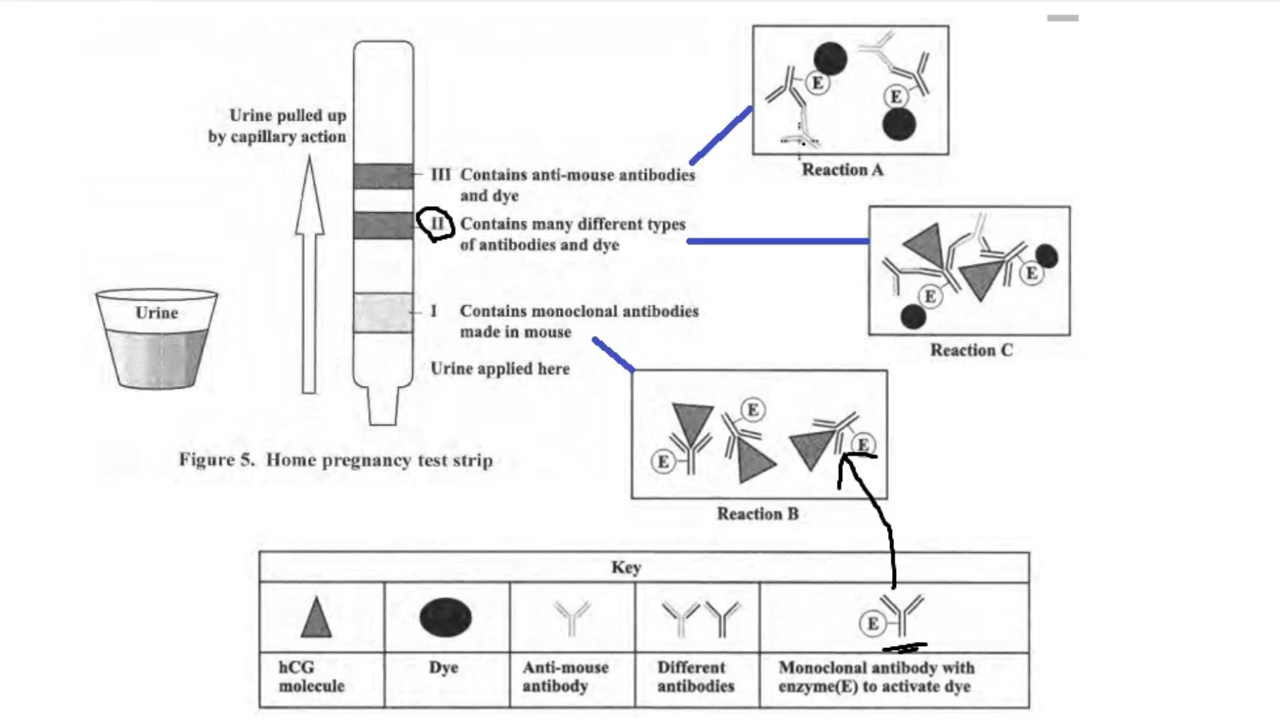 Urine pulled up
by capillary action
III Contains anti-mouse antibodies
and dye
II Contains many different types
of antibodies and dye
I Contains monoclonal antibodies
made in mouse
Urine applied here
Urine
Figure 5. Home pregnancy test strip
E
E
Reaction A
E
E
Reaction C
E
E
E
Reaction B
Key
E
hCG
molecule
Dye
Anti-mouse
antibody
Different
antibodies
Monoclonal antibody with
enzyme(E) to activate dye